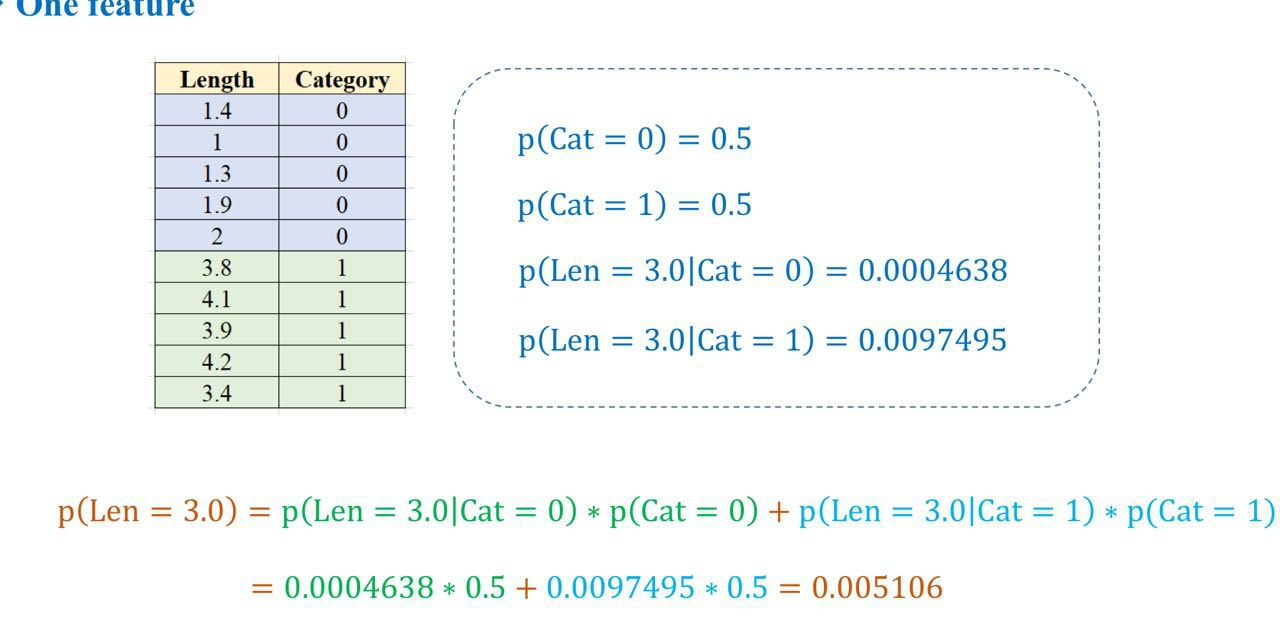 One feature
Length Category
1.4 0
1 0
1.3 0
1.9 0
2 0
3.8 1
4.1 1
3.9 1
4.2 1
3.4 1
p(Cat = 0) = 0.5
p(Cat = 1) = 0.5
p(Len = 3.0|Cat = 0) = 0.0004638
p(Len = 3.0|Cat = 1) = 0.0097495
p(Len = 3.0) = p(Len = 3.0|Cat = 0) ∗ p(Cat = 0) + p(Len = 3.0|Cat = 1) ∗ p(Cat = 1)
= 0.0004638 ∗ 0.5 + 0.0097495 ∗ 0.5 = 0.005106